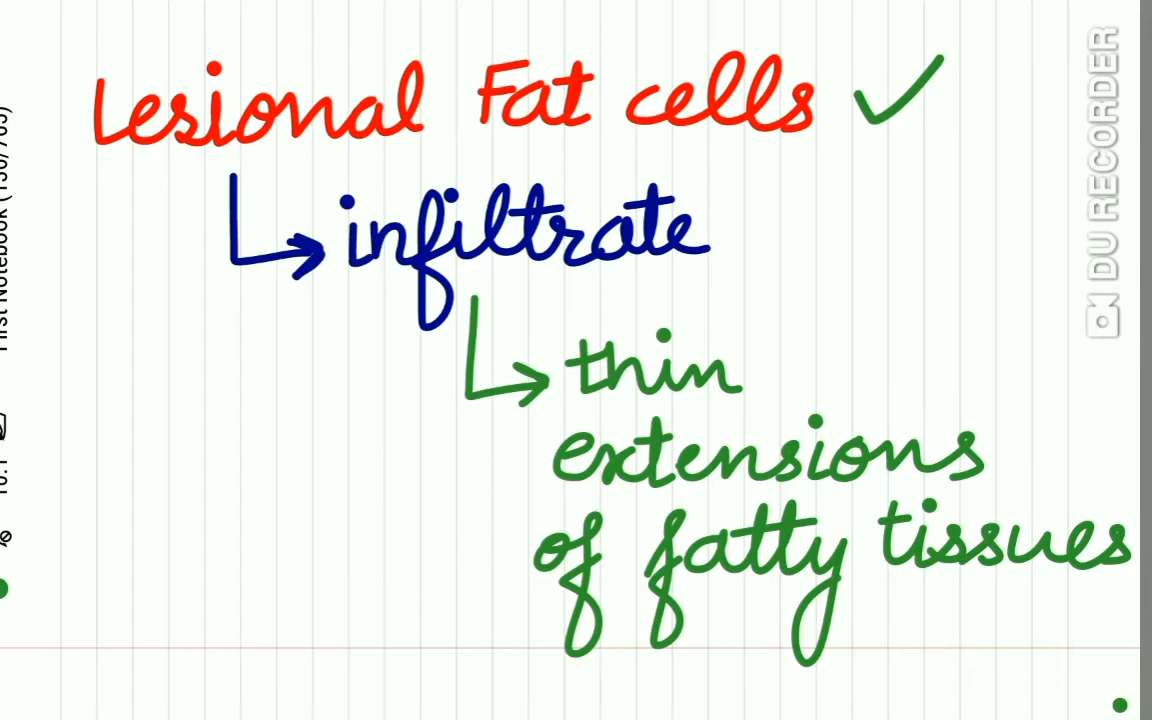 Lesional Fat cells ✓
↳ infiltrate
↳ thin
extensions
of fatty tissues
DU RECORDER